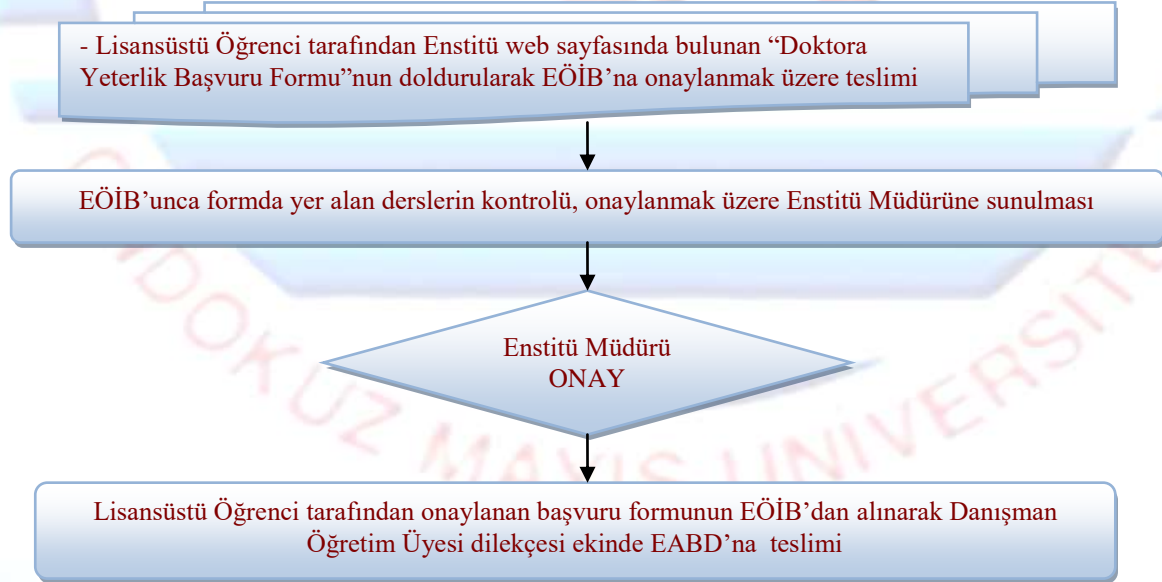 - Lisansüstü Öğrenci tarafından Enstitü web sayfasında bulunan “Doktora
Yeterlik Başvuru Formu”nun doldurularak EÖİB’na onaylanmak üzere teslimi
EÖİB’unca formda yer alan derslerin kontrolü, onaylanmak üzere Enstitü Müdürüne sunulması
Enstitü Müdürü
ONAY
Lisansüstü Öğrenci tarafından onaylanan başvuru formunun EÖİB’dan alınarak Danışman
Öğretim Üyesi dilekçesi ekinde EABD’na teslimi